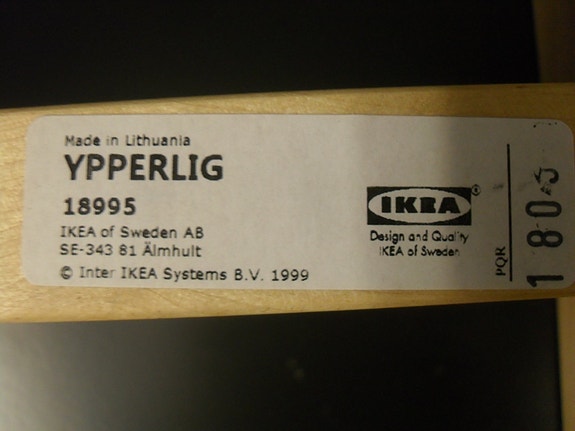 Made in Lithuania
YPPERLIG
18995
IKEA of Sweden AB
SE-343 81 Älmhult
© Inter IKEA Systems B.V. 1999
IKEA
®
Design and Quality
IKEA of Sweden
PQR
1805